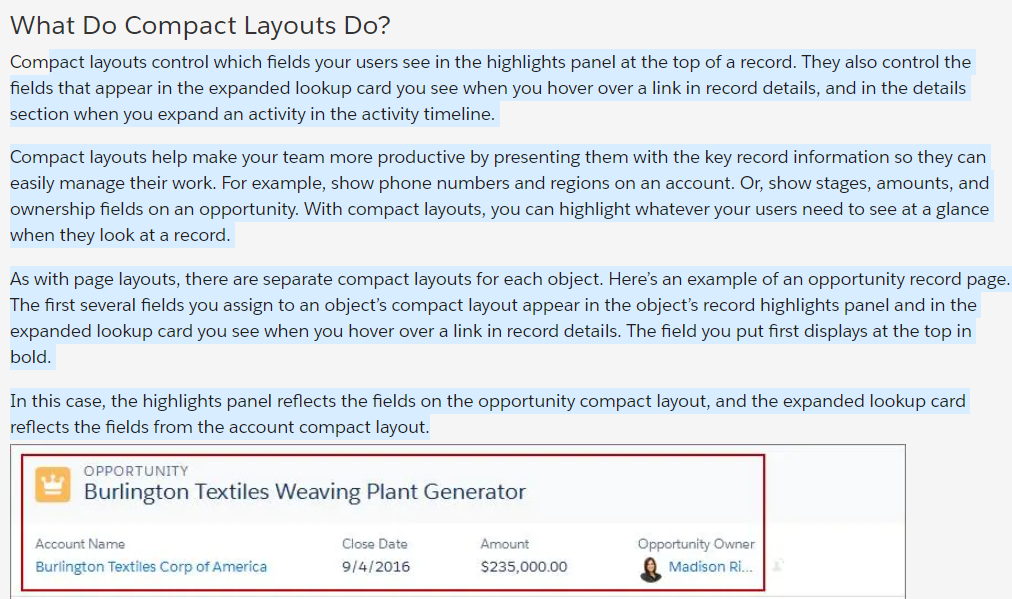 What Do Compact Layouts Do?
Compact layouts control which fields your users see in the highlights panel at the top of a record. They also control the
fields that appear in the expanded lookup card you see when you hover over a link in record details, and in the details
section when you expand an activity in the activity timeline.
Compact layouts help make your team more productive by presenting them with the key record information so they can
easily manage their work. For example, show phone numbers and regions on an account. Or, show stages, amounts, and
ownership fields on an opportunity. With compact layouts, you can highlight whatever your users need to see at a glance
when they look at a record.
As with page layouts, there are separate compact layouts for each object. Here’s an example of an opportunity record page.
The first several fields you assign to an object’s compact layout appear in the object’s record highlights panel and in the
expanded lookup card you see when you hover over a link in record details. The field you put first displays at the top in
bold.
In this case, the highlights panel reflects the fields on the opportunity compact layout, and the expanded lookup card
reflects the fields from the account compact layout.
OPPORTUNITY
Burlington Textiles Weaving Plant Generator
Account Name Close Date Amount Opportunity Owner
Burlington Textiles Corp of America 9/4/2016 $235,000.00 Madison Ri...